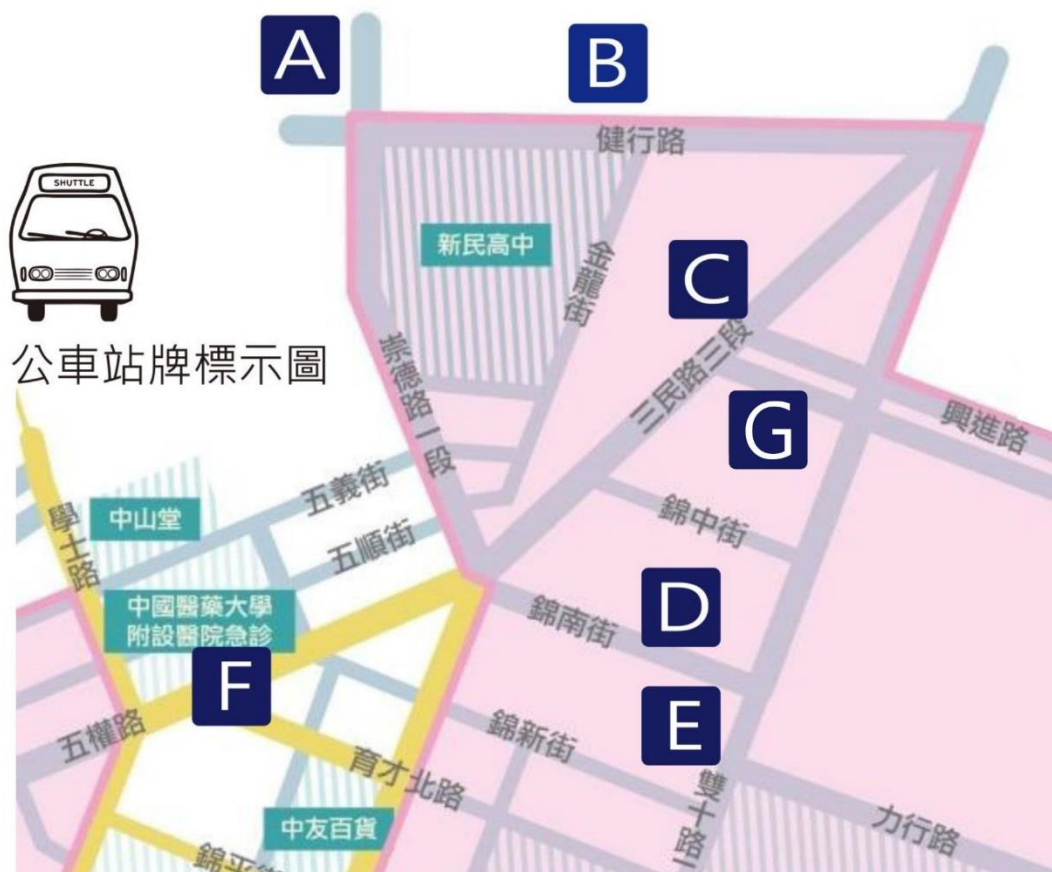 A
B
健行路
SHUTTLE
新民高中
金龍街
C
公車站牌標示圖
崇德路一段
三民路三段
G
興進路
五義街
錦中街
中山堂
學士路
五順街
中國醫藥大學
附設醫院急診
D
錦南街
F
E
五權路
錦新街
育才北路
雙十路
力行路
中友百貨
錦平街